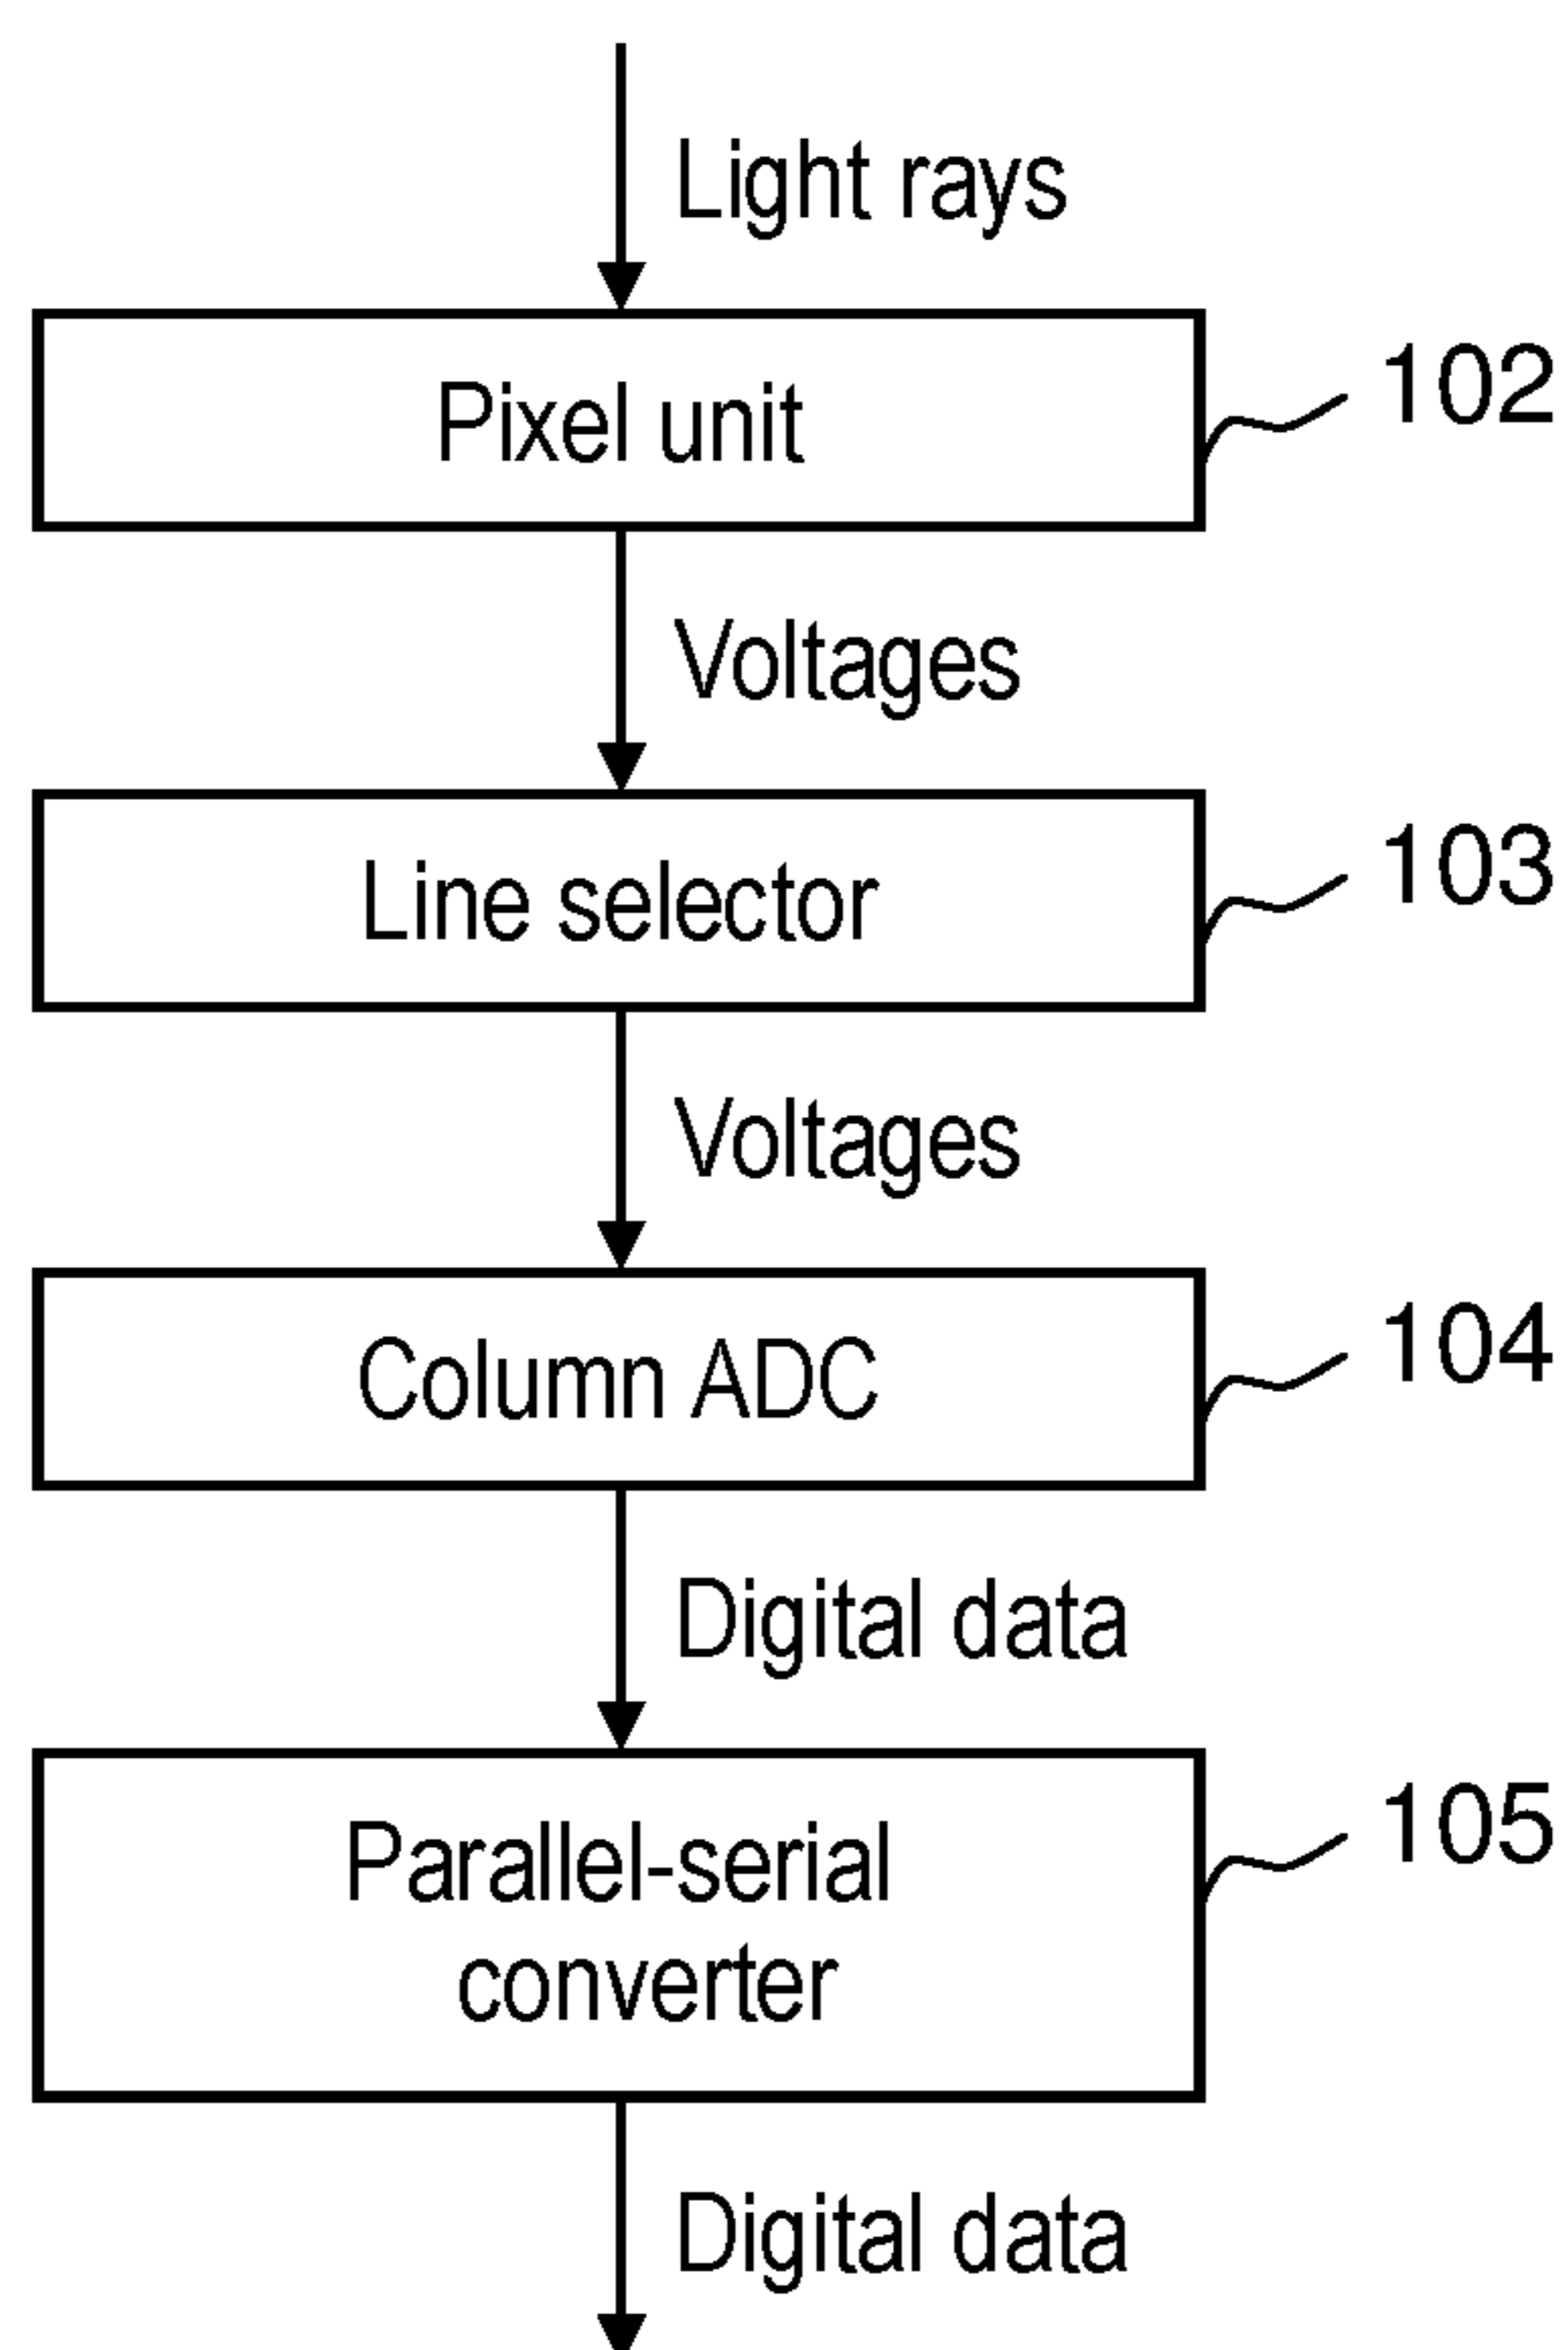 Light rays
Pixel unit
102
Voltages
Line selector
103
Voltages
Column ADC
104
Digital data
Parallel-serial
converter
105
Digital data